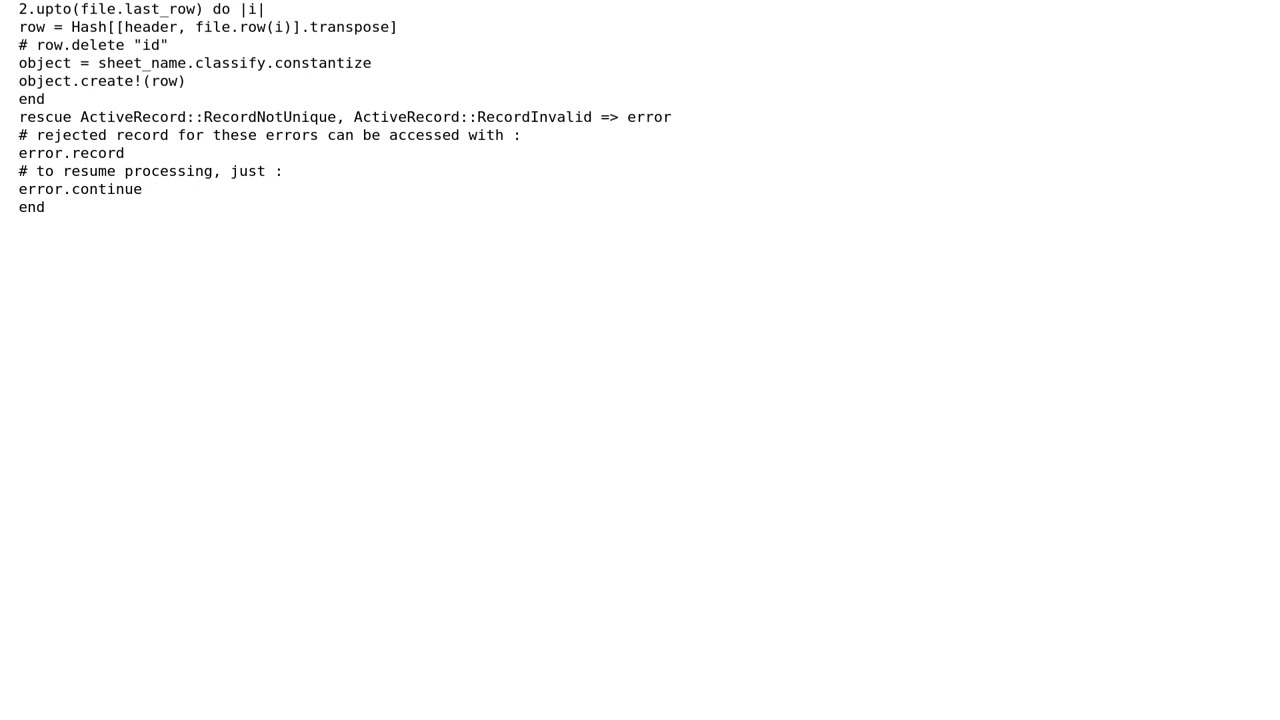 2.upto(file.last_row) do |i|
row = Hash[[header, file.row(i)].transpose]
# row.delete "id"
object = sheet_name.classify.constantize
object.create!(row)
end
rescue ActiveRecord::RecordNotUnique, ActiveRecord::RecordInvalid => error
# rejected record for these errors can be accessed with :
error.record
# to resume processing, just :
error.continue
end